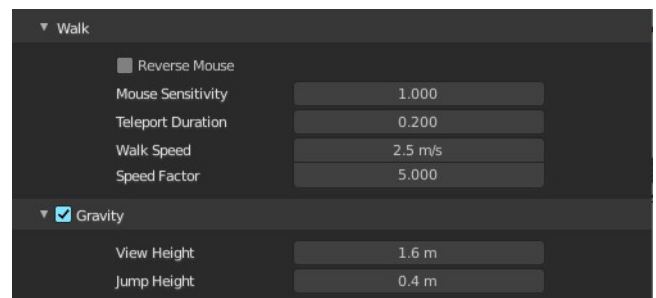 Walk
Reverse Mouse
Mouse Sensitivity 1.000
Teleport Duration 0.200
Walk Speed 2.5 m/s
Speed Factor 5.000
Gravity
View Height 1.6 m
Jump Height 0.4 m